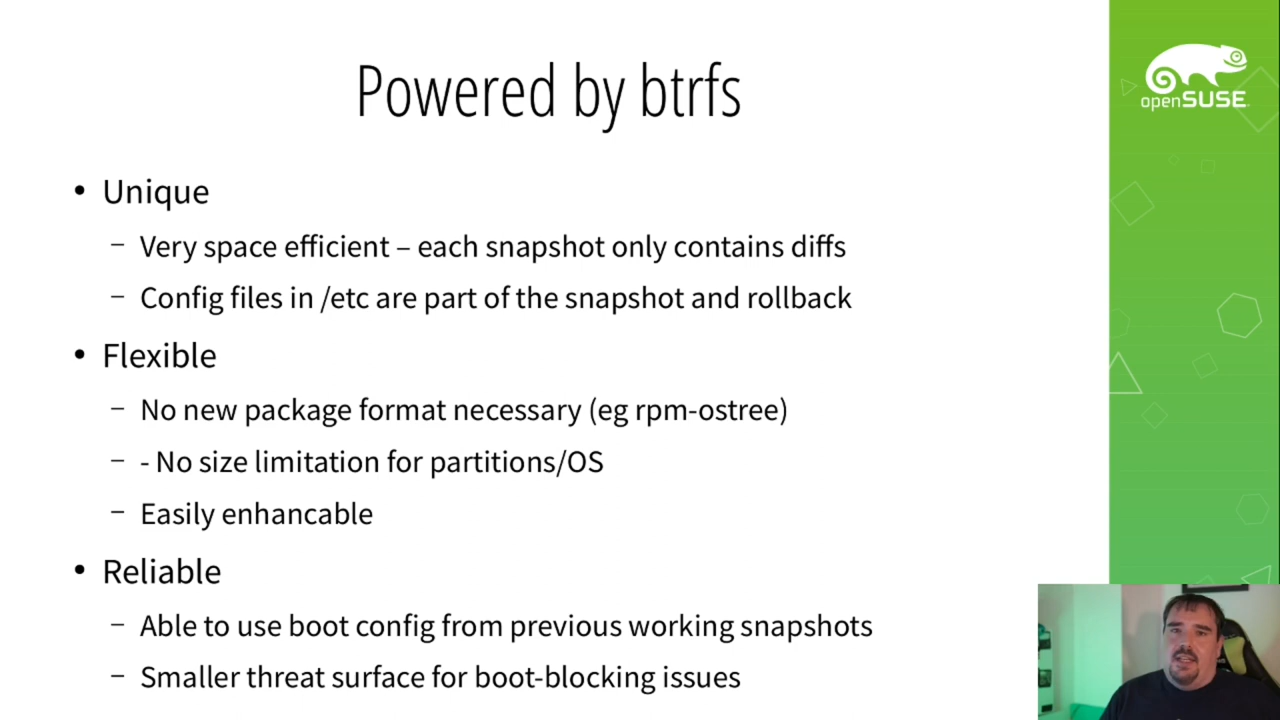 Powered by btrfs
openSUSE
• Unique
– Very space efficient – each snapshot only contains diffs
– Config files in /etc are part of the snapshot and rollback
• Flexible
– No new package format necessary (eg rpm-ostree)
– - No size limitation for partitions/OS
– Easily enhancable
• Reliable
– Able to use boot config from previous working snapshots
– Smaller threat surface for boot-blocking issues